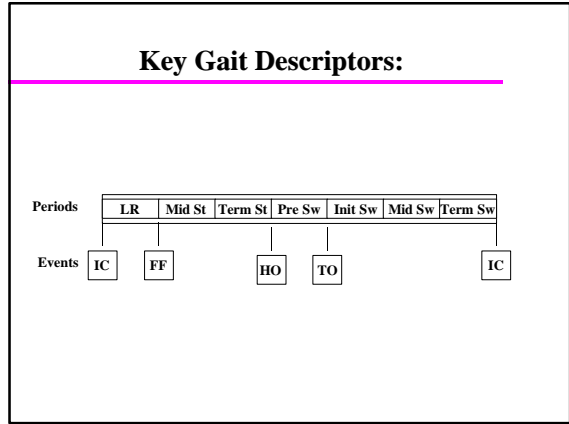 Key Gait Descriptors:
Periods LR Mid St Term St Pre Sw Init Sw Mid Sw Term Sw
Events IC FF HO TO IC